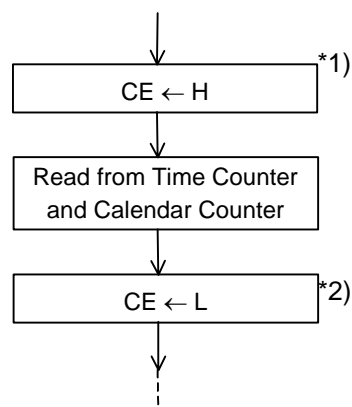 *1)
CE ← H
Read from Time Counter
and Calendar Counter
*2)
CE ← L